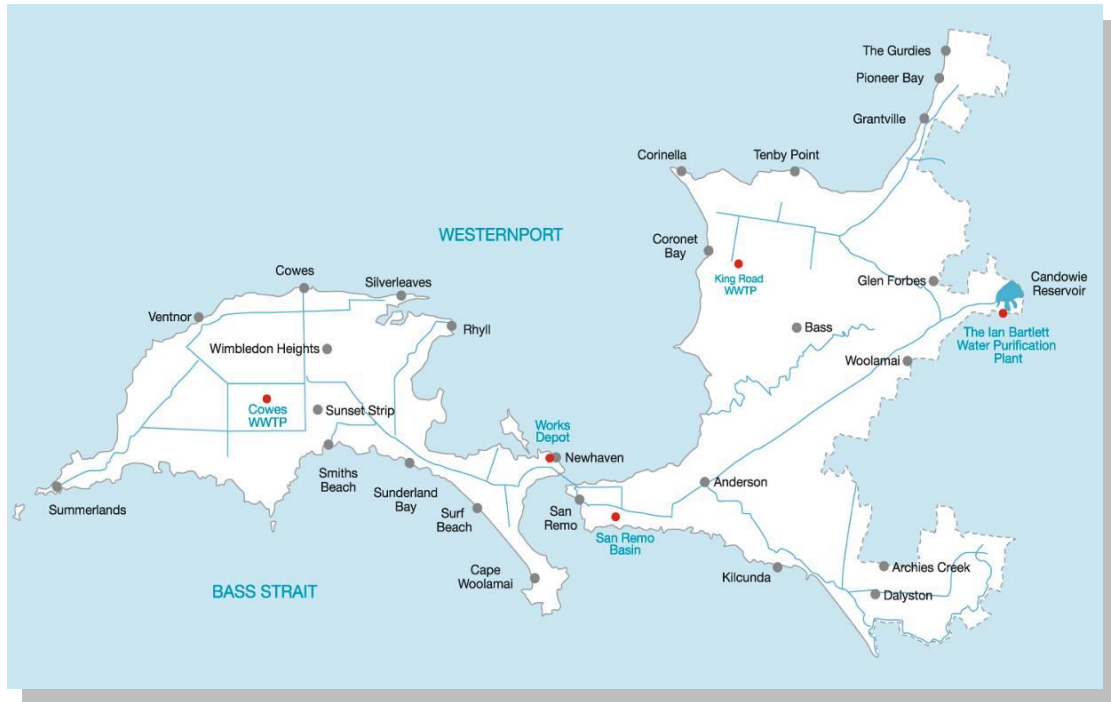 The Gurdies
Pioneer Bay
Grantville
Corinella
Tenby Point
WESTERNPORT
Coronet
Bay
King Road
WWTP
Glen Forbes
Candowie
Reservoir
Cowes
Silverleaves
Ventnor
Rhyll
Wimbledon Heights
Bass
The Ian Bartlett
Water Purification
Plant
Woolamai
Cowes
WWTP
Sunset Strip
Works
Depot
Newhaven
Smiths
Beach
Sunderland
Bay
Surf
Beach
Summerlands
Anderson
San
Remo
San Remo
Basin
Cape
Woolamai
Kilcunda
Archies Creek
Dalyston
BASS STRAIT